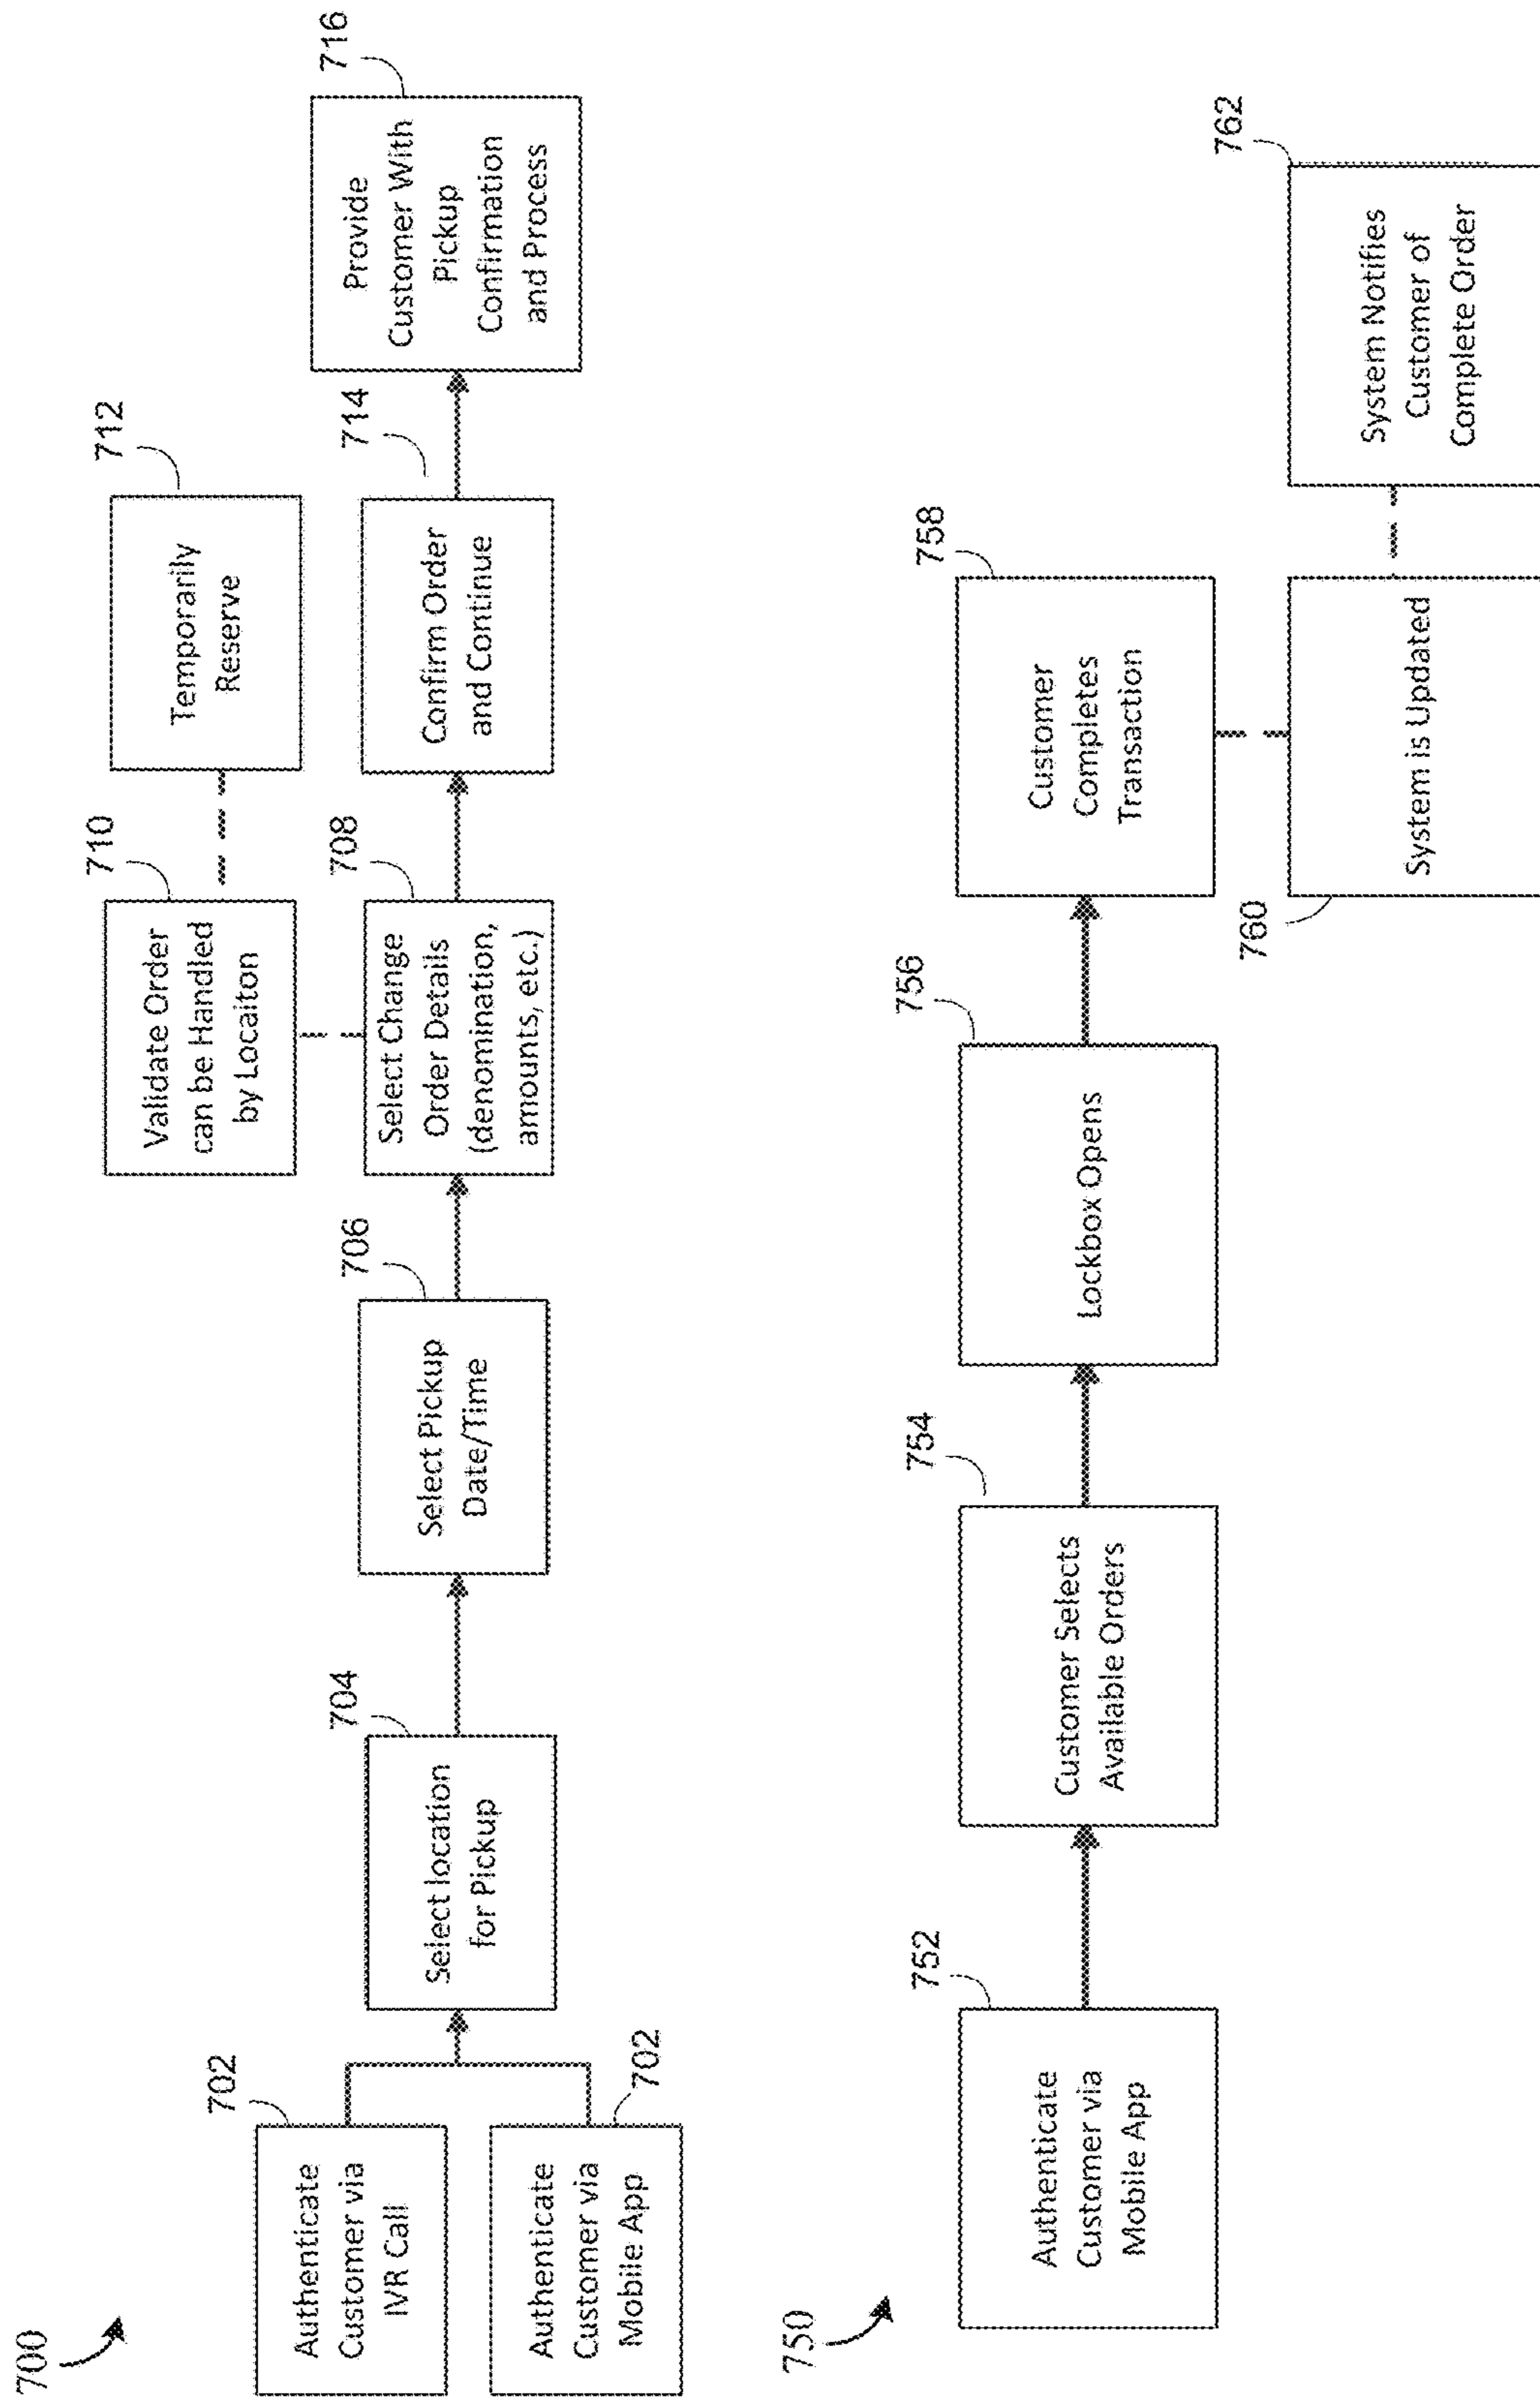 700
702
Authenticate
Customer via
IVR Call
702
Authenticate
Customer via
Mobile App
704
Select location
for Pickup
706
Select Pickup
Date/Time
710
Validate Order
can be Handled
by Locaiton
708
Select Change
Order Details
(denomination,
amounts, etc.)
712
Temporarily
Reserve
714
Confirm Order
and Continue
716
Provide
Customer With
Pickup
Confirmation
and Process
750
752
Authenticate
Customer via
Mobile App
754
Customer Selects
Available Orders
756
Lockbox Opens
758
Customer
Completes
Transaction
760
System is Updated
762
System Notifies
Customer of
Complete Order